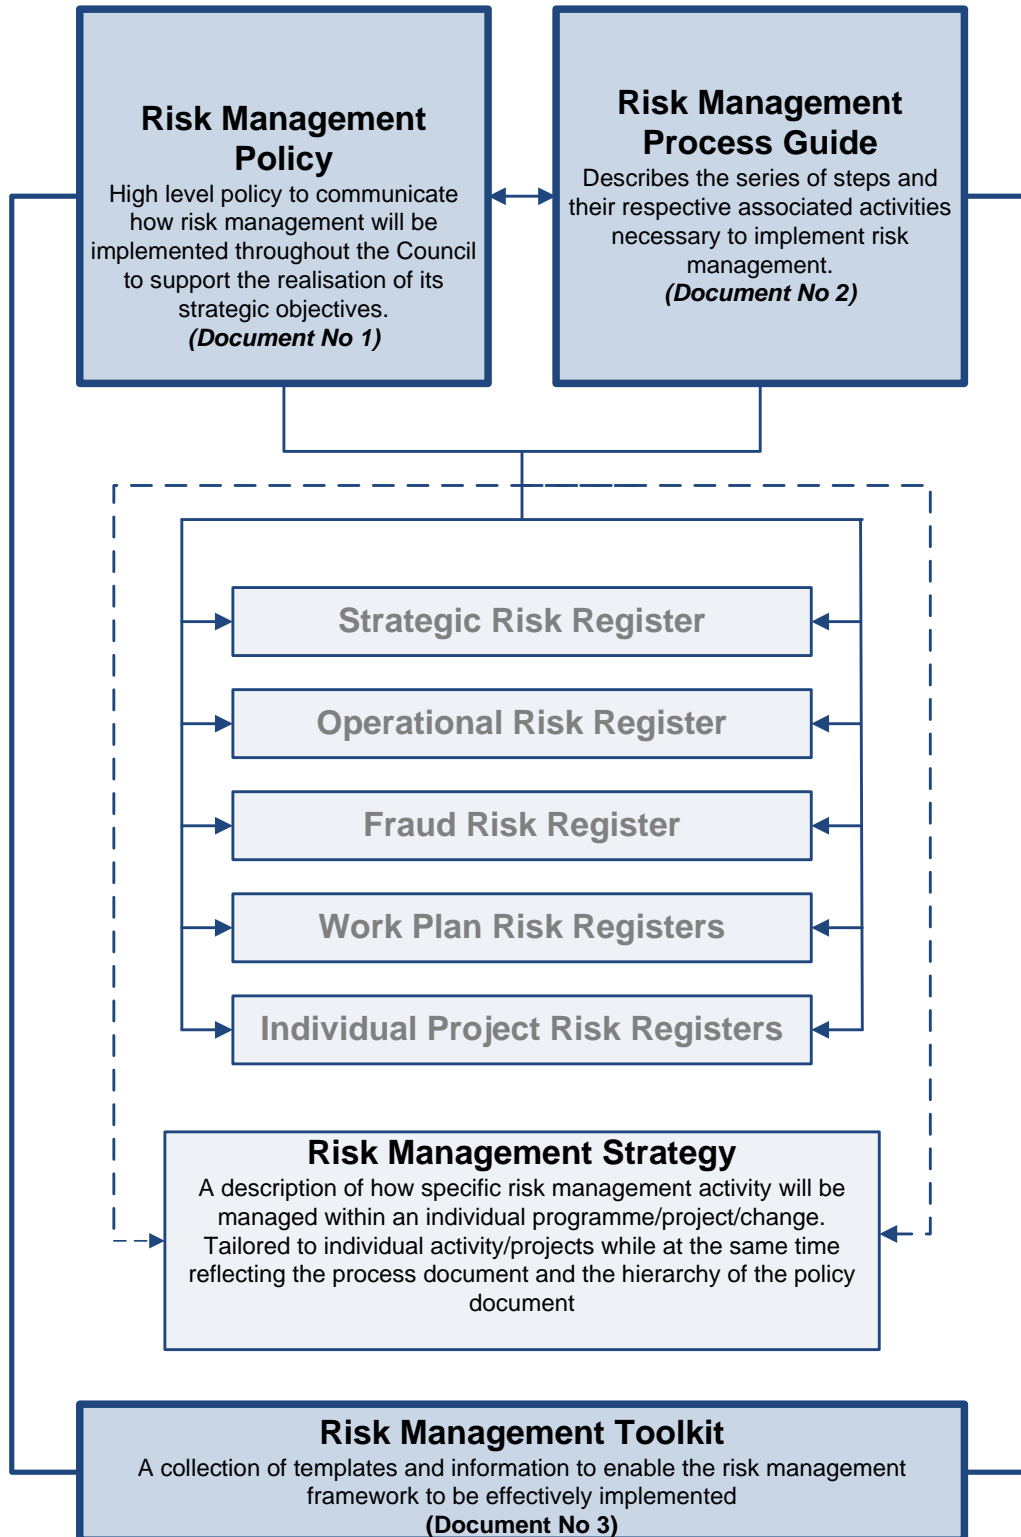 Risk Management
Policy
High level policy to communicate
how risk management will be
implemented throughout the Council
to support the realisation of its
strategic objectives.
(Document No 1)
Risk Management
Process Guide
Describes the series of steps and
their respective associated activities
necessary to implement risk
management.
(Document No 2)
Strategic Risk Register
Operational Risk Register
Fraud Risk Register
Work Plan Risk Registers
Individual Project Risk Registers
Risk Management Strategy
A description of how specific risk management activity will be
managed within an individual programme/project/change.
Tailored to individual activity/projects while at the same time
reflecting the process document and the hierarchy of the policy
document
Risk Management Toolkit
A collection of templates and information to enable the risk management
framework to be effectively implemented
(Document No 3)